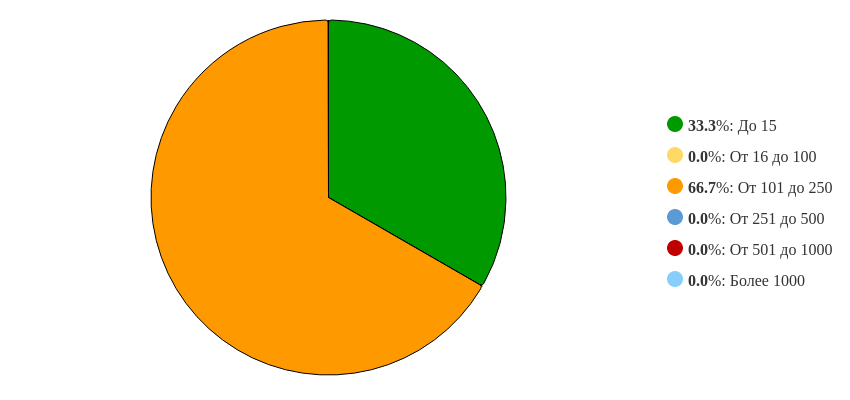 33.3%: До 15
0.0%: От 16 до 100
66.7%: От 101 до 250
0.0%: От 251 до 500
0.0%: От 501 до 1000
0.0%: Более 1000